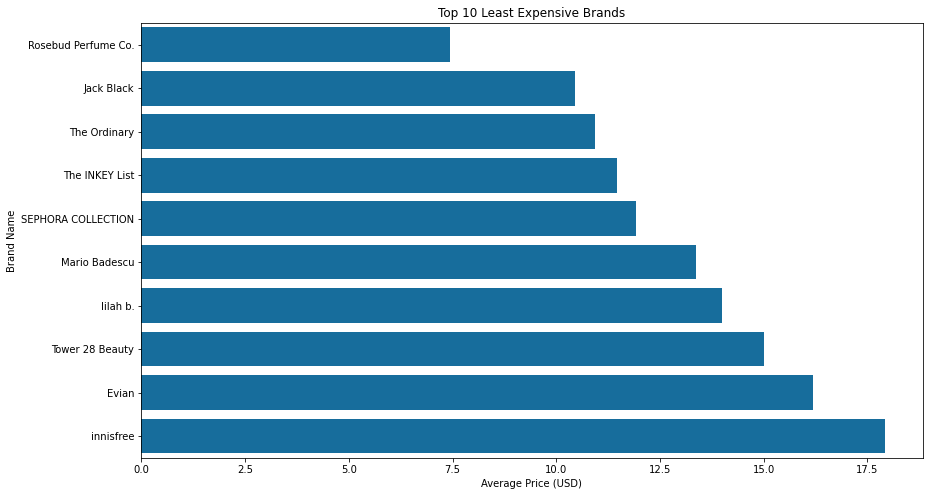 Top 10 Least Expensive Brands
Brand Name
Rosebud Perfume Co.
Jack Black
The Ordinary
The INKEY List
SEPHORA COLLECTION
Mario Badescu
lilah b.
Tower 28 Beauty
Evian
innisfree
0.0 2.5 5.0 7.5 10.0 12.5 15.0 17.5
Average Price (USD)